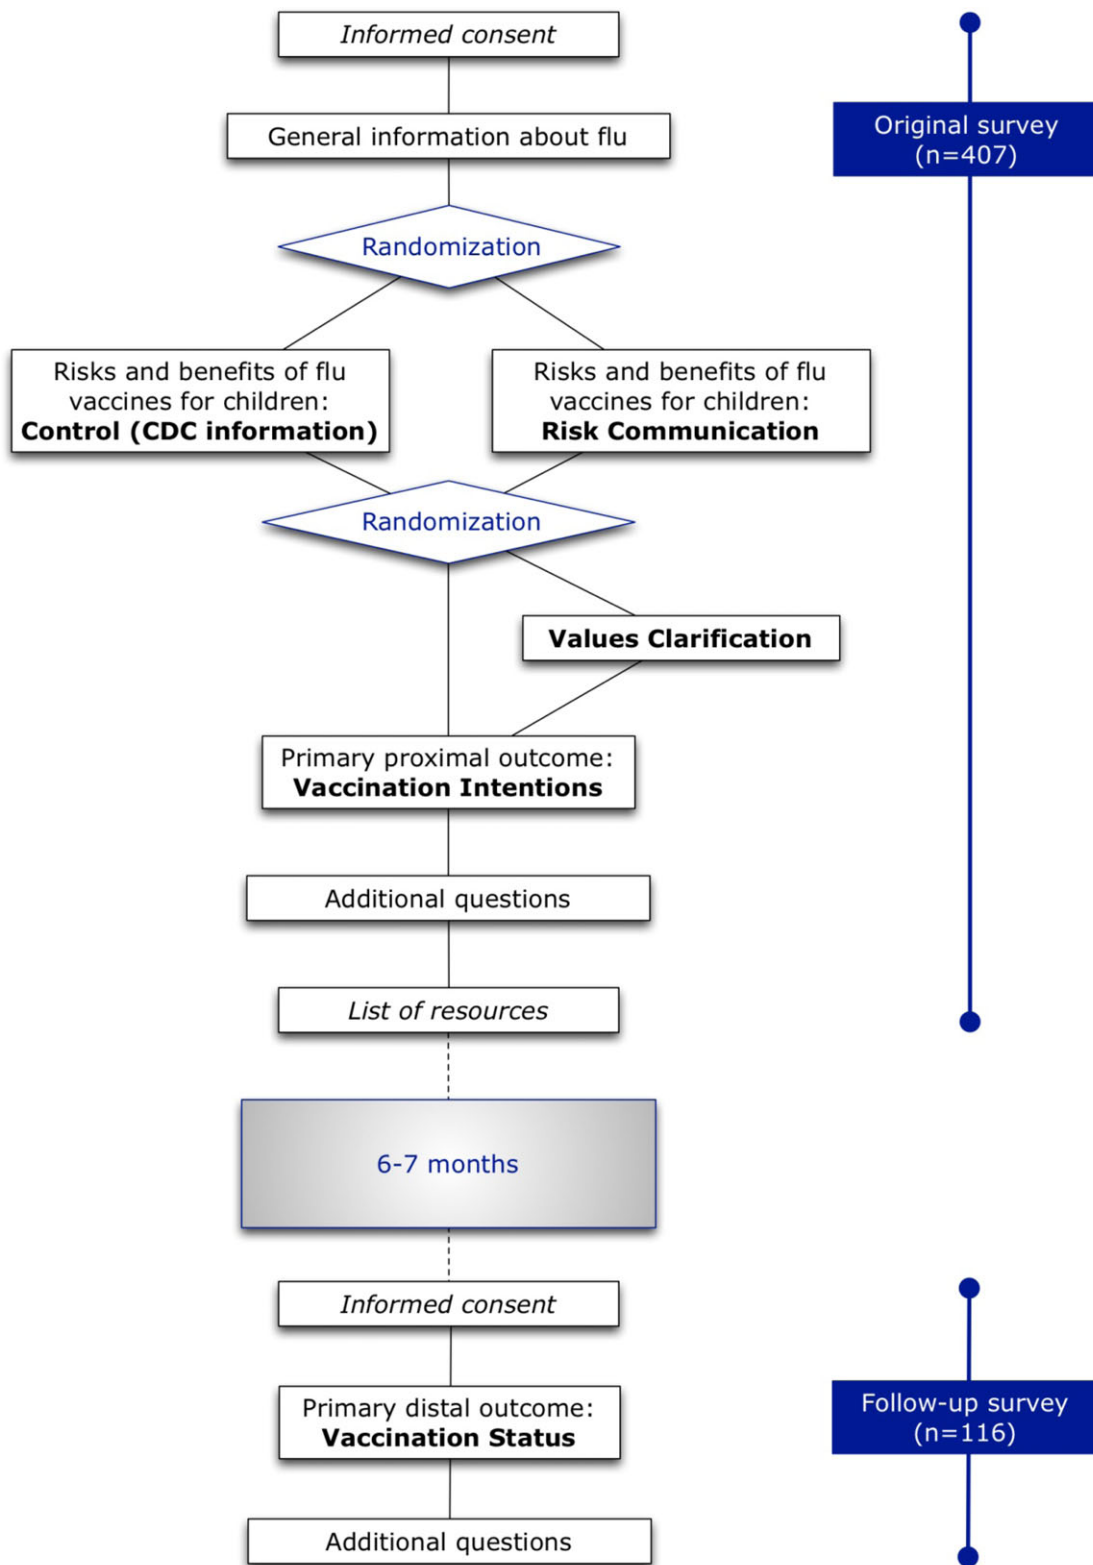 Informed consent
Original survey
(n=407)
General information about flu
Randomization
Risks and benefits of flu
vaccines for children:
Control (CDC information)
Risks and benefits of flu
vaccines for children:
Risk Communication
Randomization
Values Clarification
Primary proximal outcome:
Vaccination Intentions
Additional questions
List of resources
6-7 months
Informed consent
Primary distal outcome:
Vaccination Status
Follow-up survey
(n=116)
Additional questions